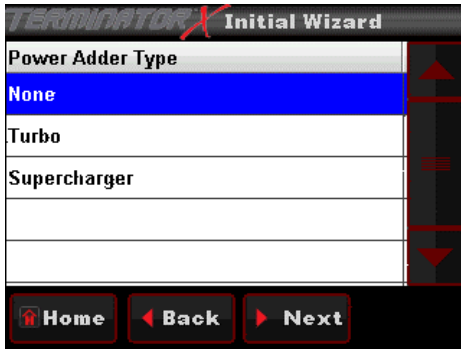 TERMINATOR X Initial Wizard
Power Adder Type
None
Turbo
Supercharger
Home Back Next